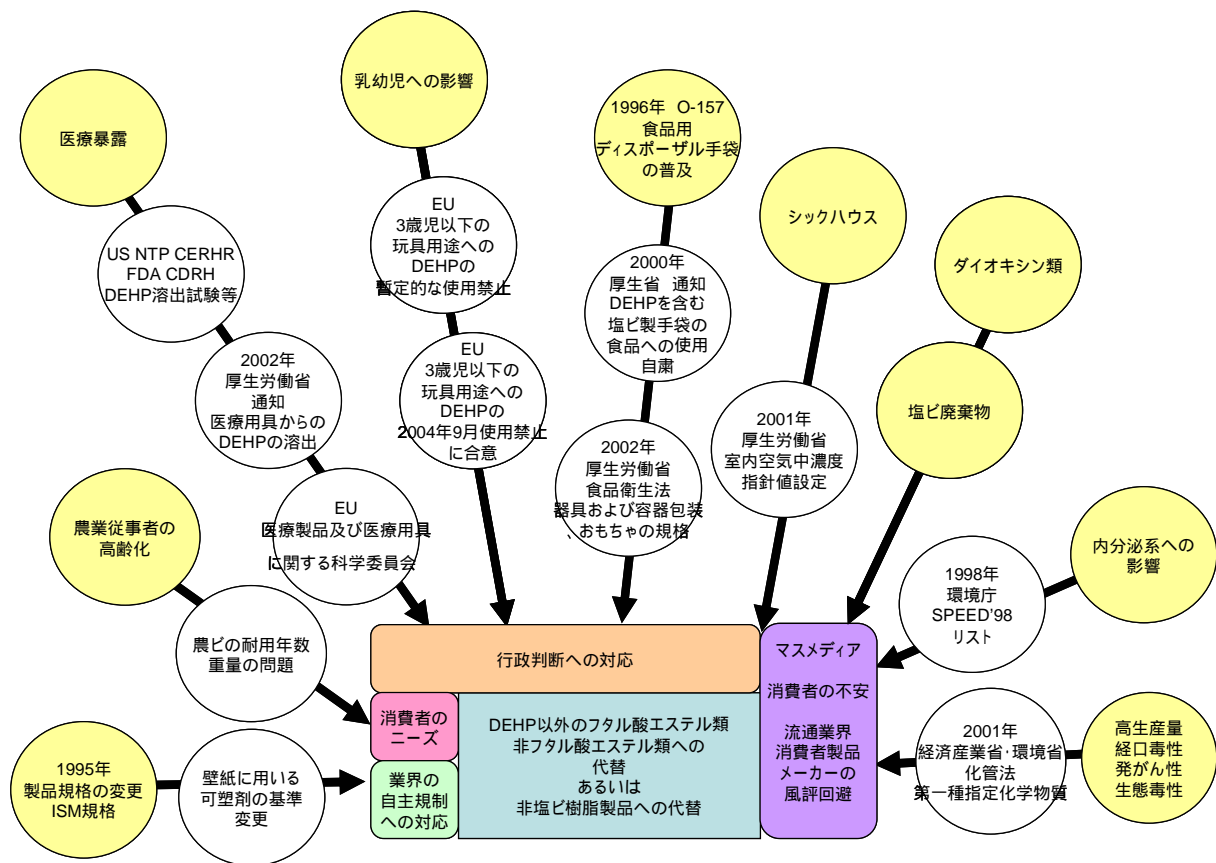 乳幼児への影響
医療暴露
1996年 O-157
食品用
ディスポーザル手袋
の普及
シックハウス
ダイオキシン類
US NTP CERHR
FDA CDRH
DEHP溶出試験等
EU
3歳児以下の
玩具用途への
DEHPの
暫定的な使用禁止
2000年
厚生省 通知
DEHPを含む
塩ビ製手袋の
食品への使用
自粛
2002年
厚生労働省
通知
医療用具からの
DEHPの溶出
EU
3歳児以下の
玩具用途への
DEHPの
2004年9月使用禁止
に合意
2001年
厚生労働省
室内空気中濃度
指針値設定
塩ビ廃棄物
2002年
厚生労働省
食品衛生法
器具および容器包装
、おもちゃの規格
EU
医療製品及び医療用具
に関する科学委員会
農業従事者の
高齢化
内分泌系への
影響
1998年
環境庁
SPEED'98
リスト
農ビの耐用年数
重量の問題
行政判断への対応
マスメディア
消費者の不安
流通業界
消費者製品
メーカーの
風評回避
消費者の
ニーズ
DEHP以外のフタル酸エステル類
非フタル酸エステル類への
代替
あるいは
非塩ビ樹脂製品への代替
業界の
自主規制
への対応
1995年
製品規格の変更
ISM規格
壁紙に用いる
可塑剤の基準
変更
2001年
経済産業省・環境省
化管法
第一種指定化学物質
高生産量
経口毒性
発がん性
生態毒性